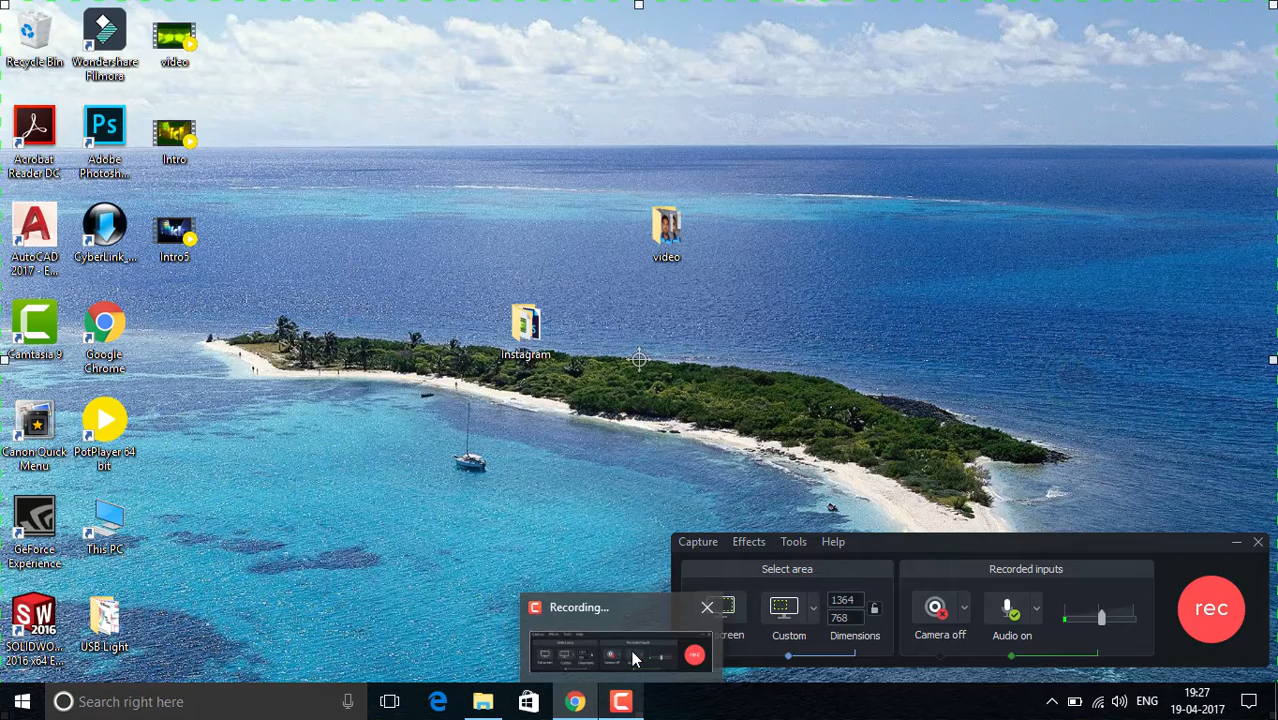 Recycle Bin
Wondershare
Filmora
video
Acrobat
Reader DC
Ps
Adobe
Photosh...
Intro
AutoCAD
2017 - E...
CyberLink_...
Intro5
video
Instagram
Camtasia 9
Google
Chrome
Canon Quick
Menu
PotPlayer 64
bit
GeForce
Experience
This PC
SW
2016
SOLIDWO...
2016 x64 E...
USB Light
Capture Effects Tools Help
Select area
Recorded inputs
1364
768
Custom
Dimensions
Camera off
Audio on
rec
Recording...
Search right here
ENG
19:27
19-04-2017